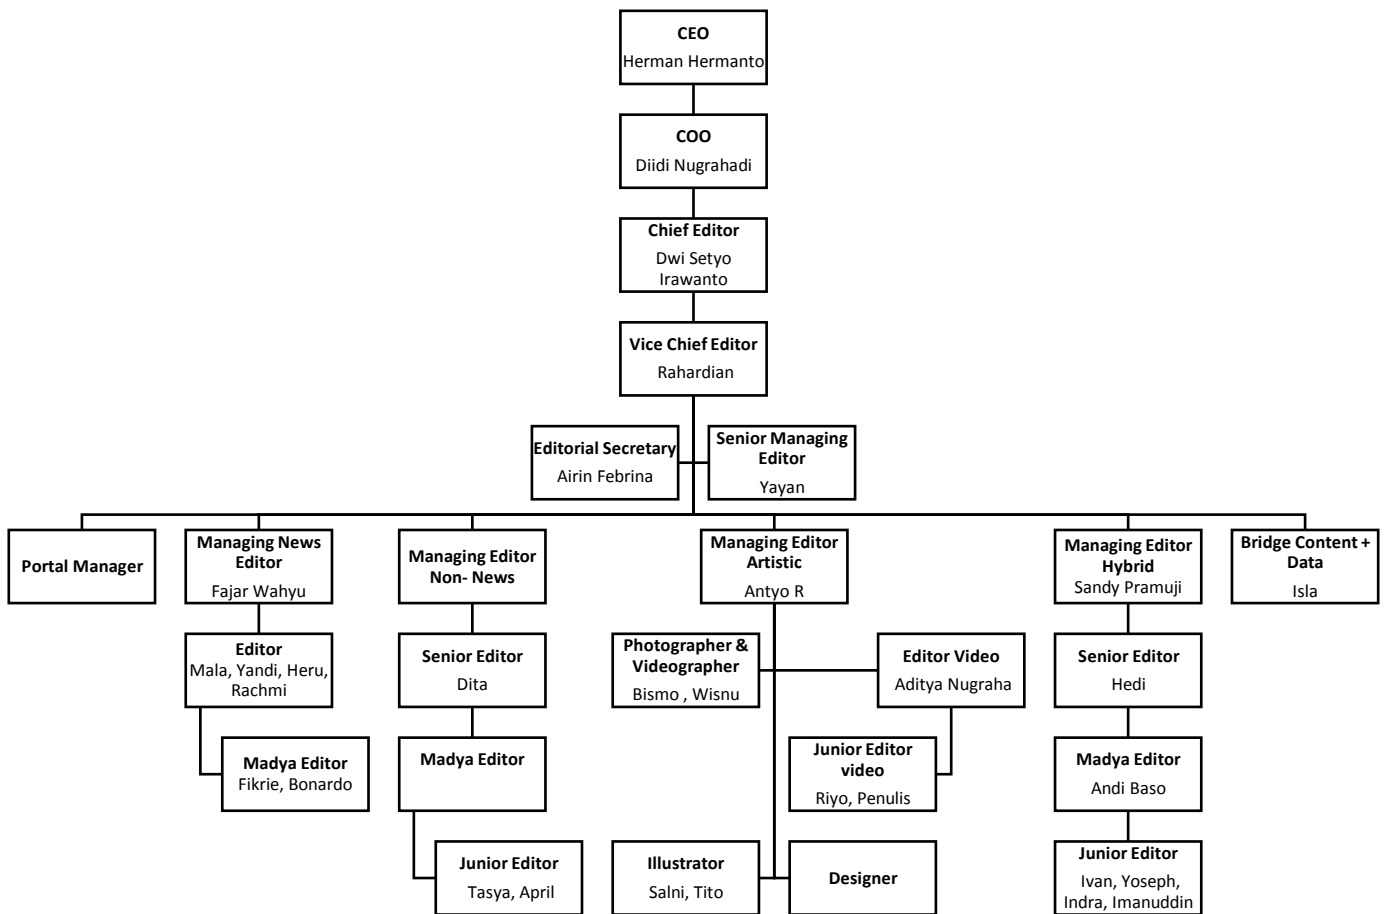 CEO
Herman Hermanto
COO
Diidi Nugrahadi
Chief Editor
Dwi Setyo
Irawanto
Vice Chief Editor
Rahardian
Editorial Secretary
Airin Febrina
Senior Managing
Editor
Yayan
Portal Manager
Managing News
Editor
Fajar Wahyu
Managing Editor
Non- News
Managing Editor
Artistic
Antyo R
Managing Editor
Hybrid
Sandy Pramuji
Bridge Content +
Data
Isla
Editor
Mala, Yandi, Heru,
Rachmi
Senior Editor
Dita
Photographer &
Videographer
Bismo , Wisnu
Editor Video
Aditya Nugraha
Senior Editor
Hedi
Madya Editor
Fikrie, Bonardo
Madya Editor
Junior Editor
video
Riyo, Penulis
Madya Editor
Andi Baso
Junior Editor
Tasya, April
Illustrator
Salni, Tito
Designer
Junior Editor
Ivan, Yoseph,
Indra, Imanuddin